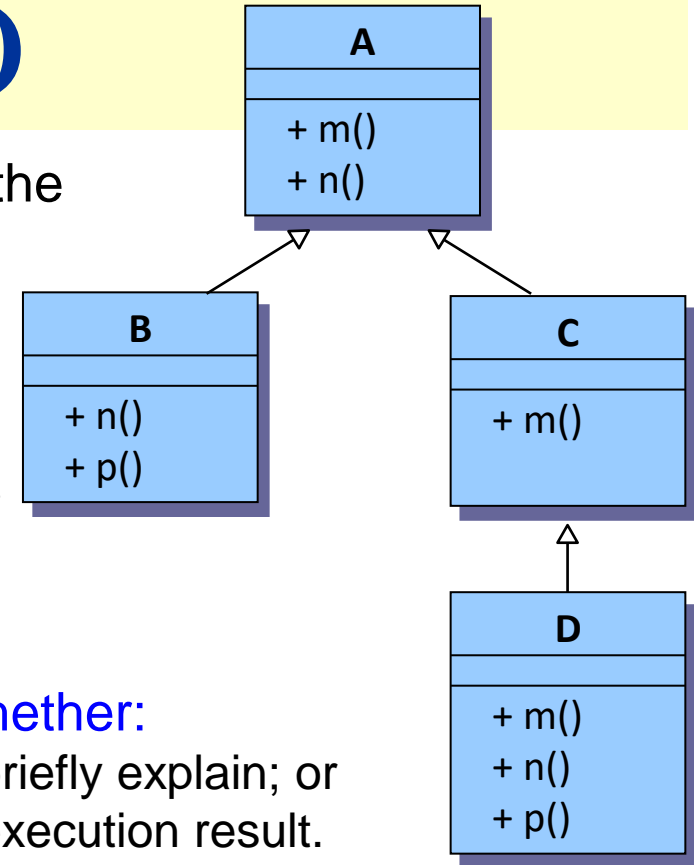 A
+ m()
+ n()
the
B
+ n()
+ p()
C
+ m()
D
+ m()
+ n()
+ p()
hether:
riefly explain; or
xecution result.